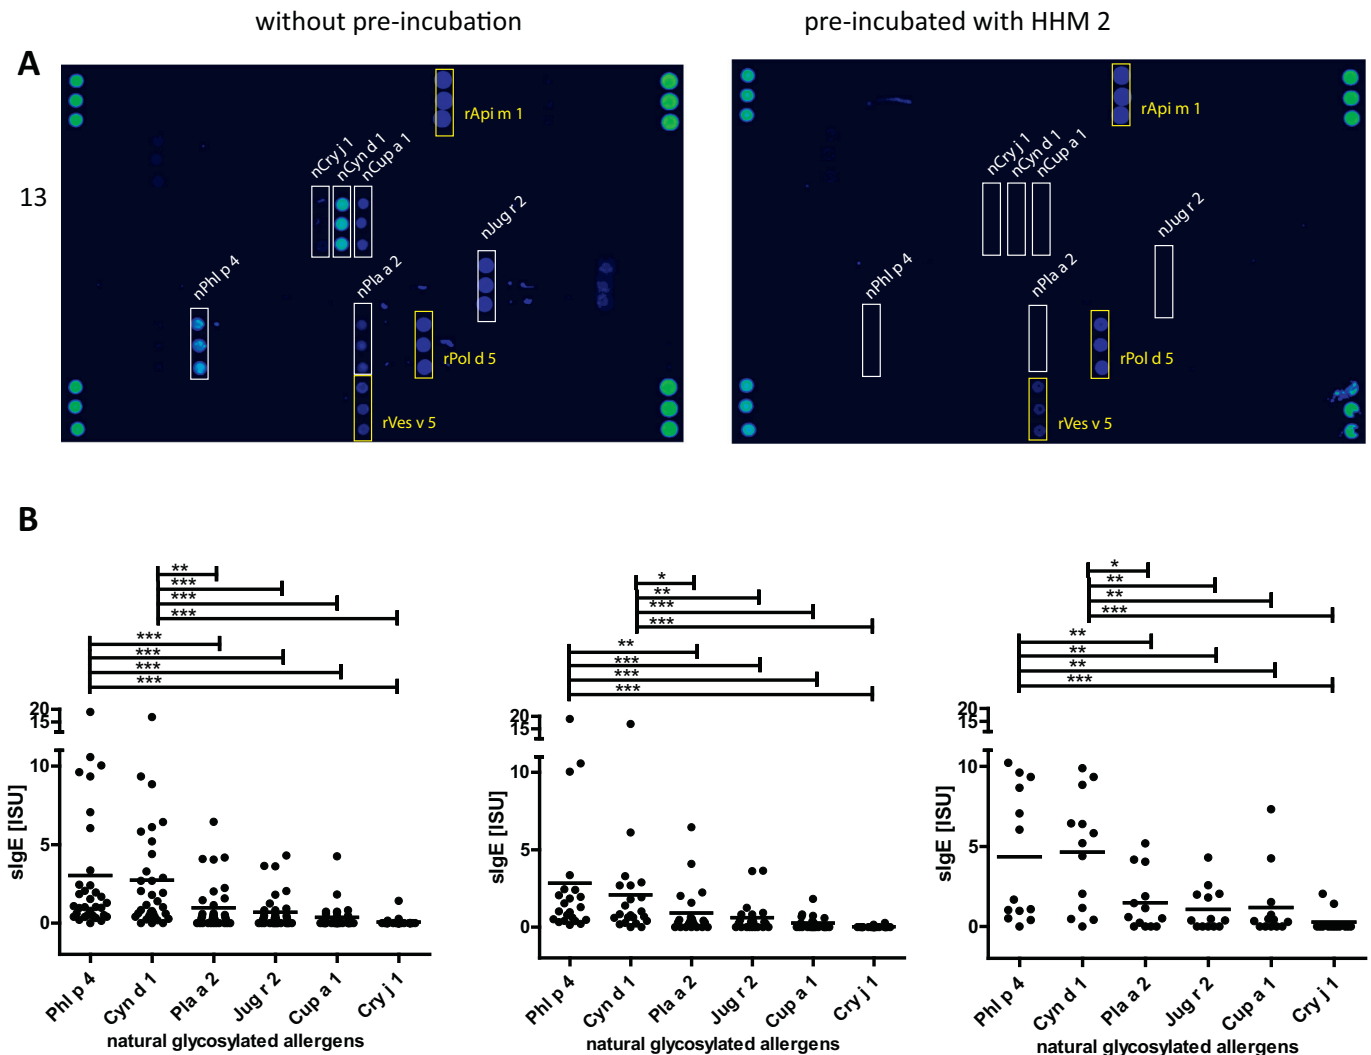 without pre-incubation
pre-incubated with HHM 2
A
13
rApi m 1
nCry j 1
nCyn d 1
nCup a 1
nJug r 2
nPhl p 4
nPla a 2
rPol d 5
rVes v 5
rApi m 1
nCry j 1
nCyn d 1
nCup a 1
nJug r 2
nPhl p 4
nPla a 2
rPol d 5
rVes v 5
B
**
***
***
***
***
***
***
***
20
15
10
5
0
sIgE [ISU]
Phl p 4
Cyn d 1
Pla a 2
Jug r 2
Cup a 1
Cry j 1
natural glycosylated allergens
*
**
***
***
**
***
***
***
20
15
10
5
0
sIgE [ISU]
Phl p 4
Cyn d 1
Pla a 2
Jug r 2
Cup a 1
Cry j 1
natural glycosylated allergens
*
**
**
***
**
**
**
***
20
15
10
5
0
sIgE [ISU]
Phl p 4
Cyn d 1
Pla a 2
Jug r 2
Cup a 1
Cry j 1
natural glycosylated allergens